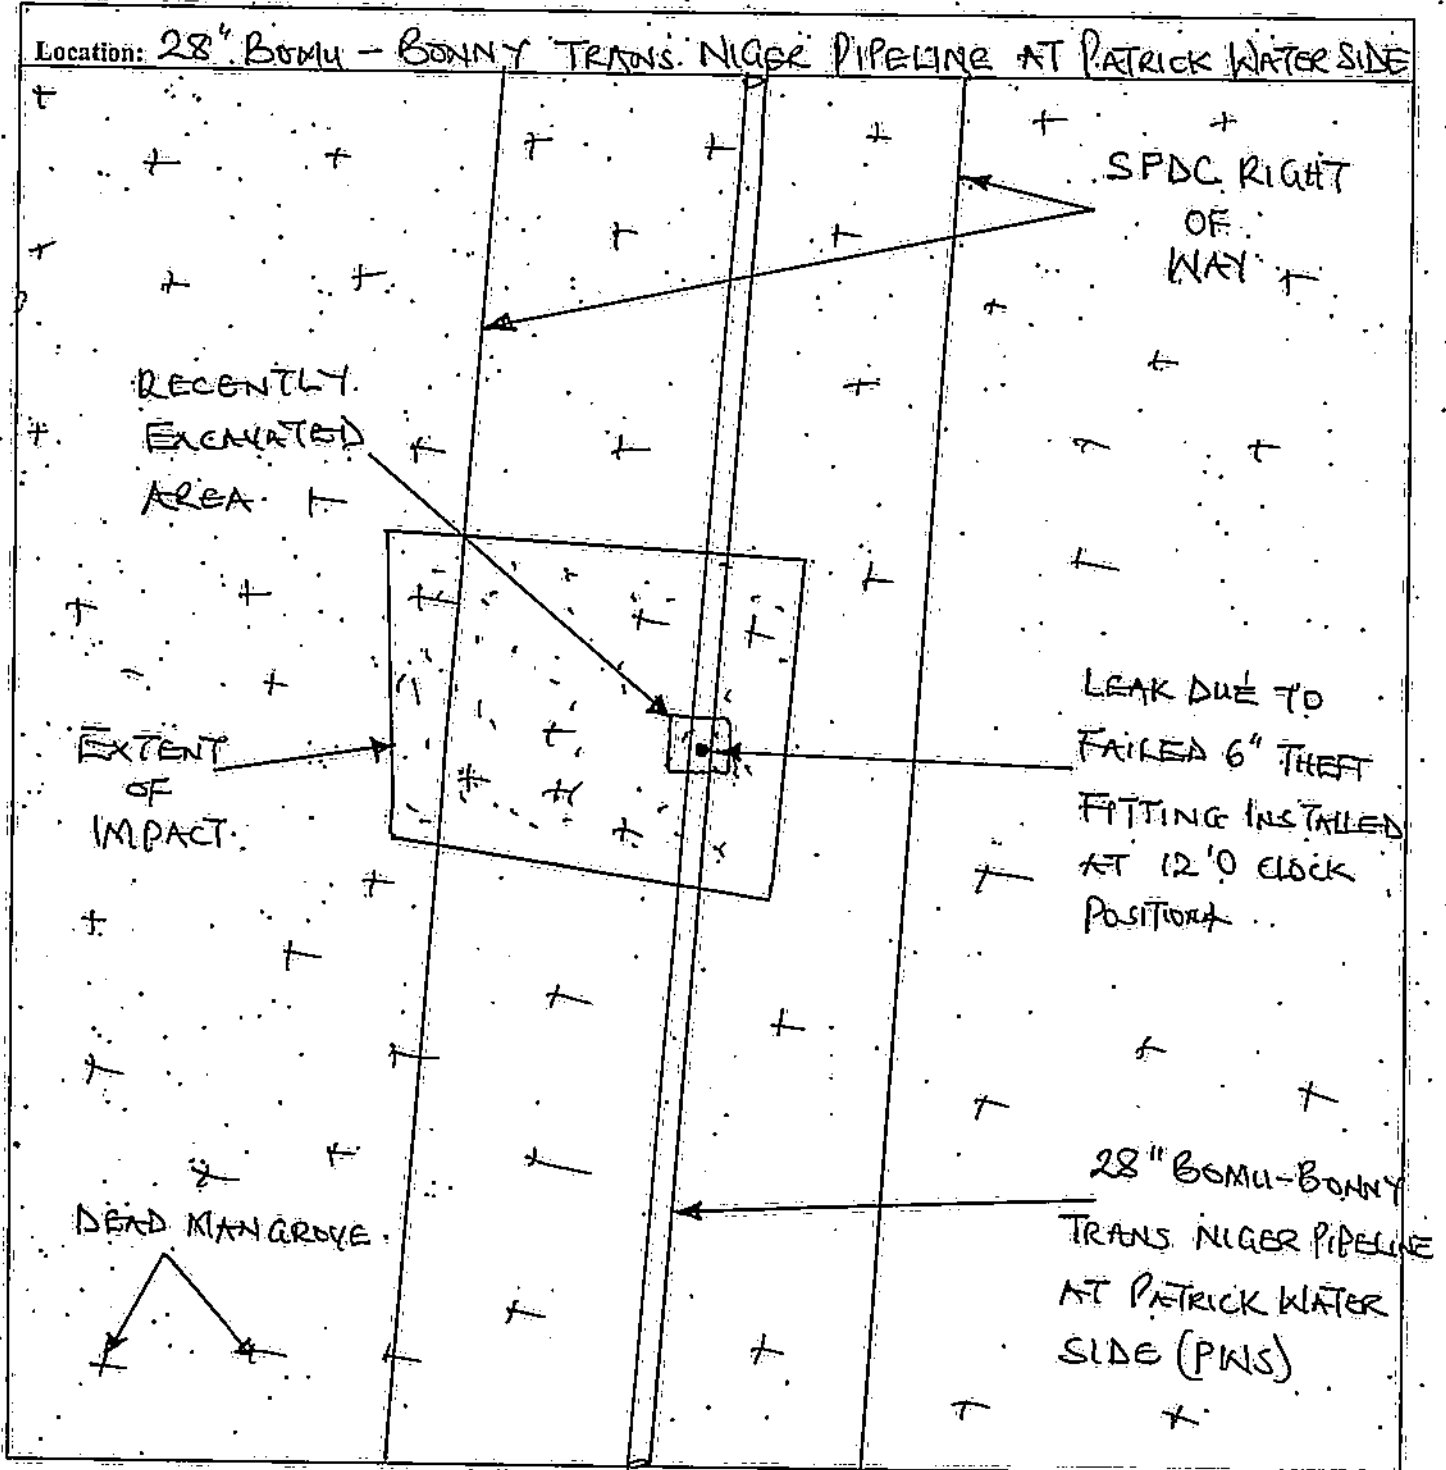 Location: 28" BOMU - BONNY TRANS. NIGER PIPELINE AT PATRICK WATER SIDE
SPDC RIGHT
OF
WAY
RECENTLY
EXCAVATED
AREA
LEAK DUE TO
FAILED 6" THEFT
FITTING INSTALLED
AT 12'0 CLOCK
POSITION
EXTENT
OF
IMPACT
28" BOMU-BONNY
TRANS NIGER PIPELINE
AT PATRICK WATER
SIDE (PWS)
DEAD MANGROVE